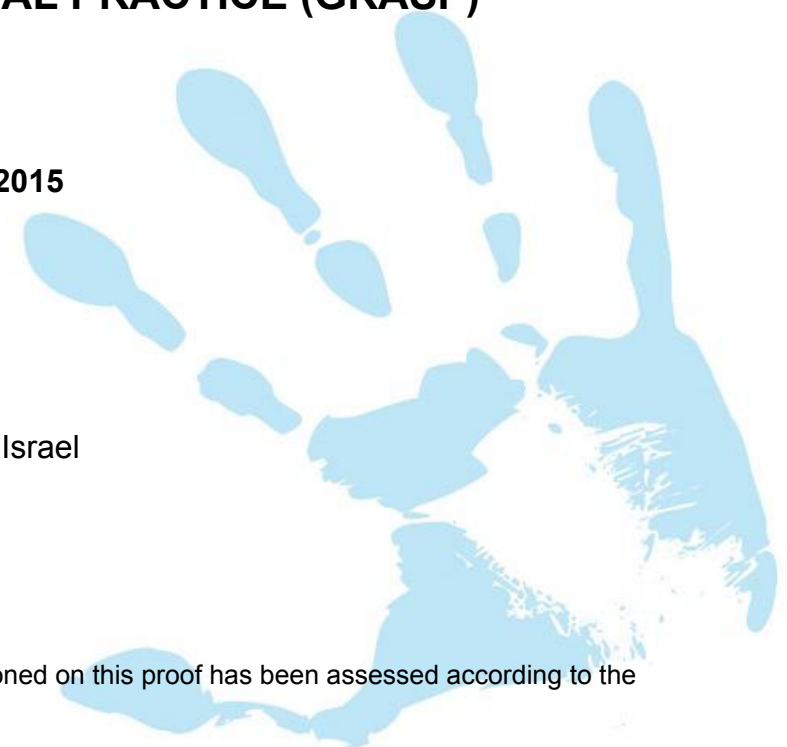 AL PRACTICE (GRASP)
2015
Israel
oned on this proof has been assessed according to the